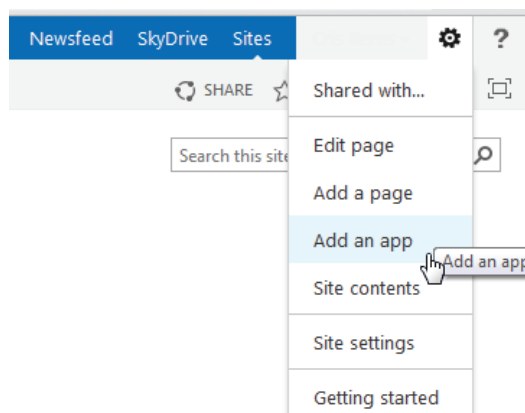 Newsfeed SkyDrive Sites ?
SHARE
Shared with...
Search this site
Edit page
Add a page
Add an app
Add an app
Site contents
Site settings
Getting started